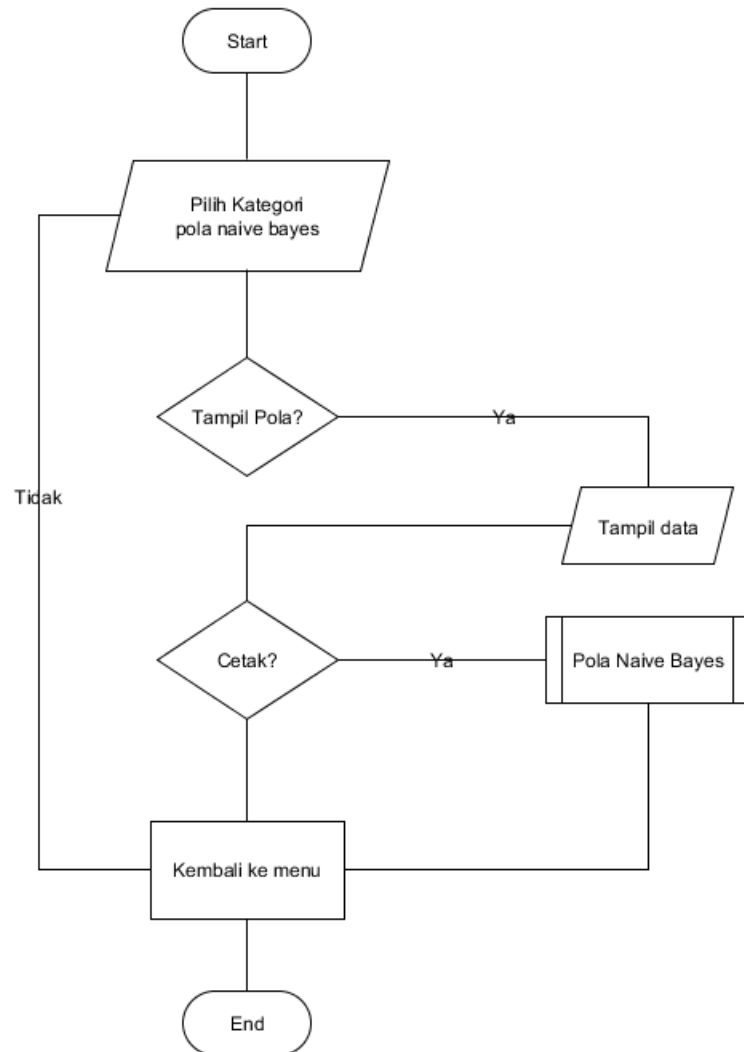 Start
Pilih Kategori
pola naive bayes
Tampil Pola?
Ya
Tidak
Tampil data
Cetak?
Ya
Pola Naive Bayes
Kembali ke menu
End